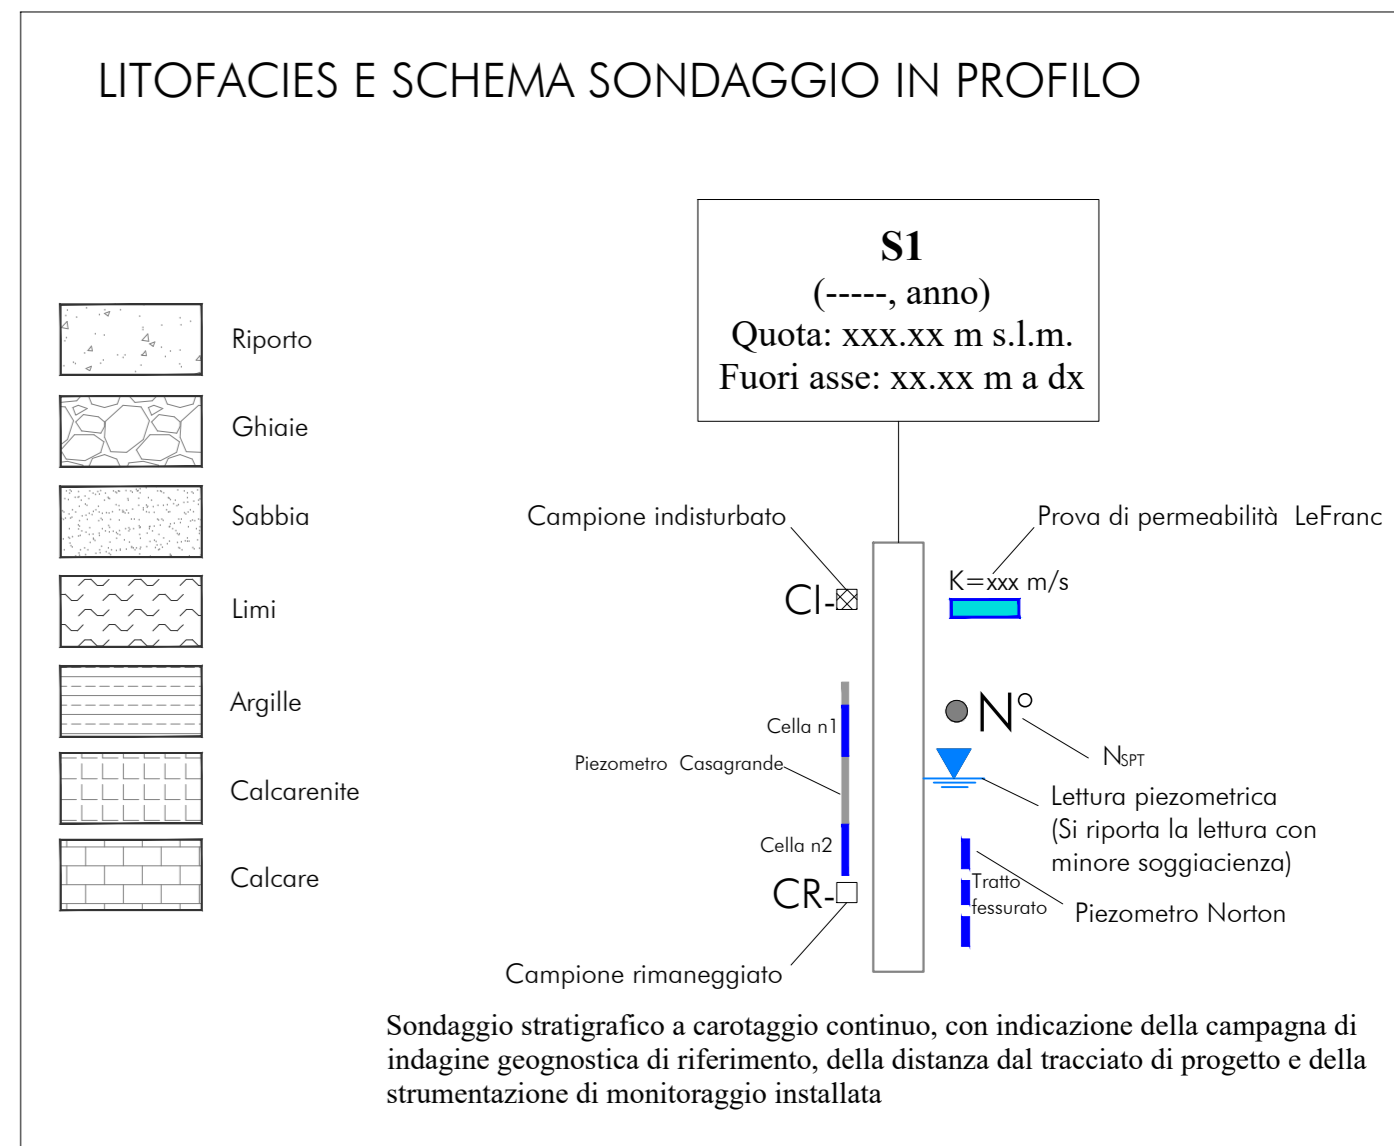 LITOFACIES E SCHEMA SONDAGGIO IN PROFILO
S1
(-----, anno)
Quota: xxx.xx m s.l.m.
Fuori asse: xx.xx m a dx
Riporto
Ghiaie
Sabbia
Limi
Argille
Calcarenite
Calcare
Campione indisturbato
Prova di permeabilità LeFranc
K=xxx m/s
CI-
N°
Cella n1
NSPT
Piezometro Casagrande
Lettura piezometrica
(Si riporta la lettura con
minore soggiacienza)
Cella n2
CR-
Tratto
fessurato
Piezometro Norton
Campione rimaneggiato
Sondaggio stratigrafico a carotaggio continuo, con indicazione della campagna di
indagine geognostica di riferimento, della distanza dal tracciato di progetto e della
strumentazione di monitoraggio installata